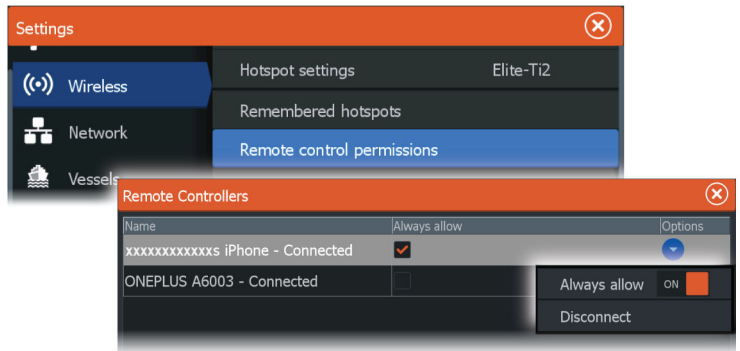 Settings
Wireless
Hotspot settings Elite-Ti2
Remembered hotspots
Network
Remote control permissions
Vessels
Remote Controllers
Name Always allow Options
xxxxxxxxxxxxs iPhone - Connected
ONEPLUS A6003 - Connected
Always allow ON
Disconnect